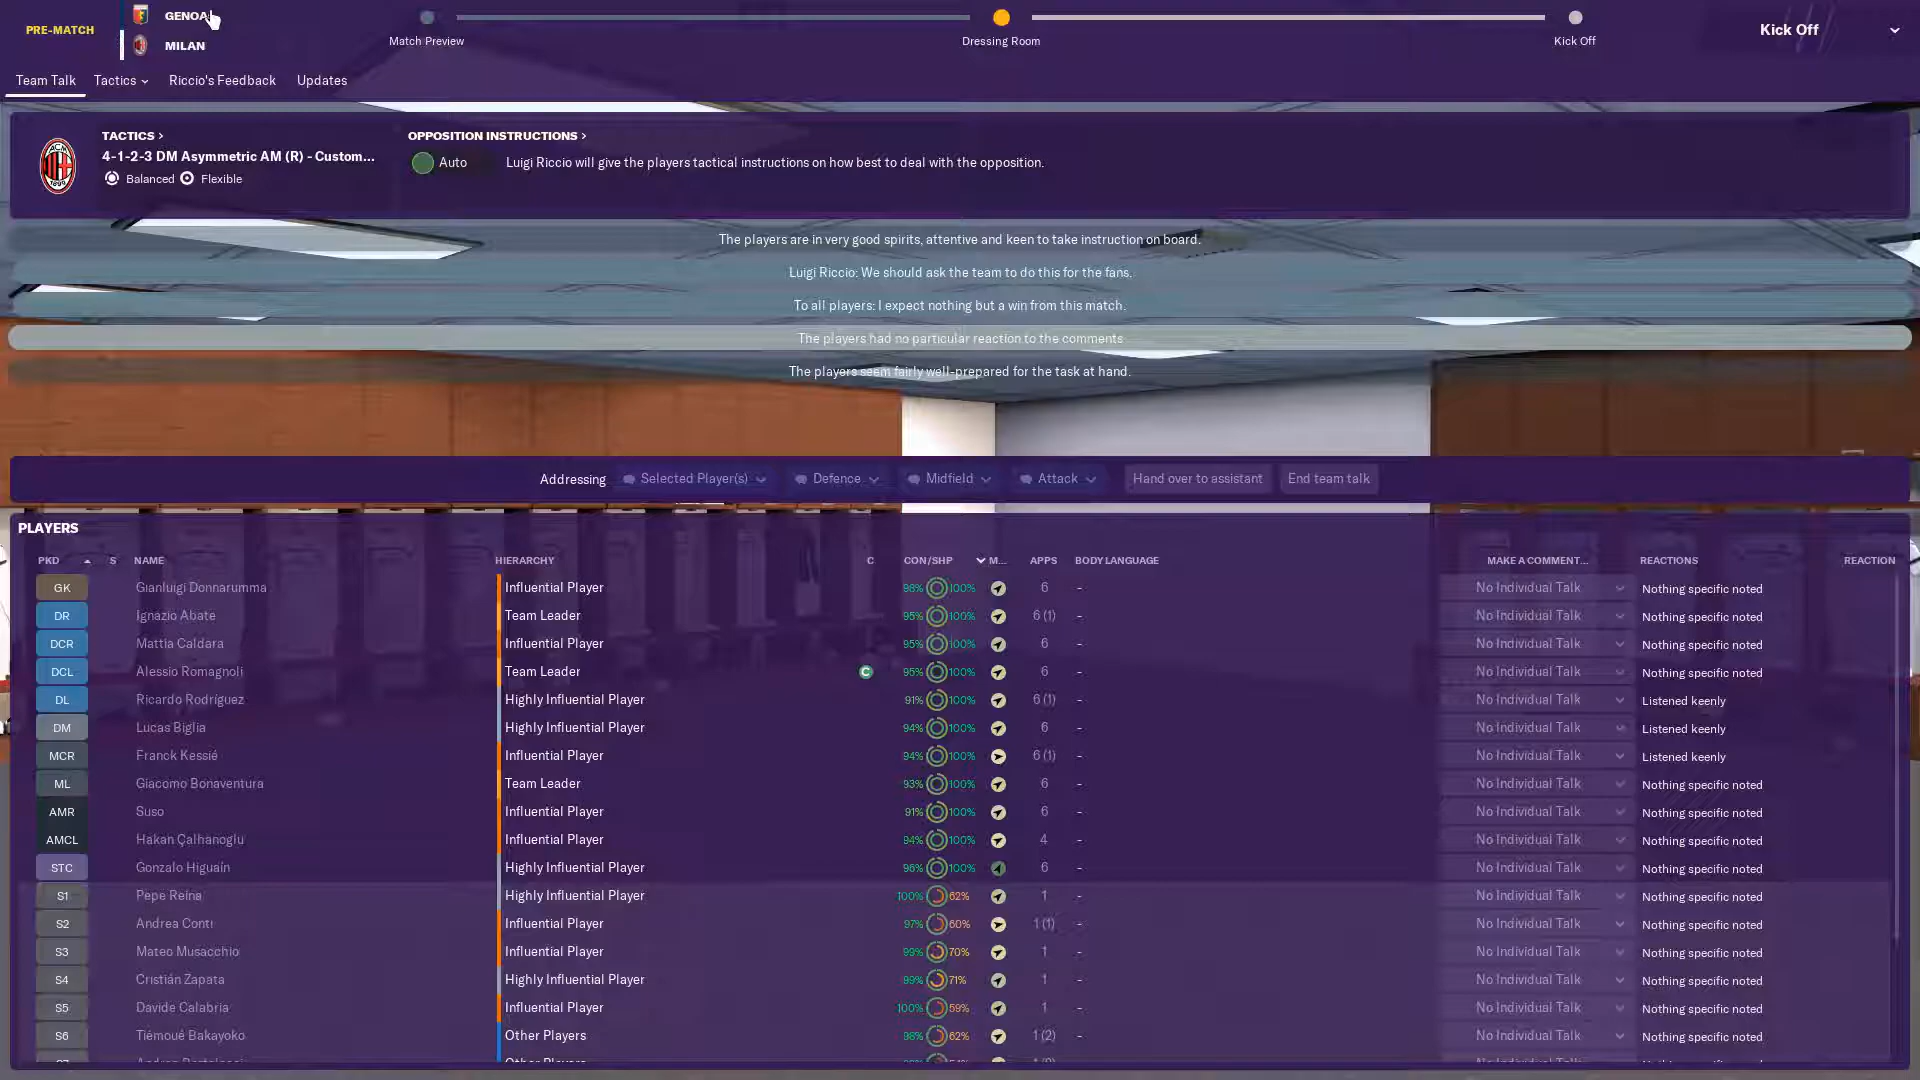 PRE-MATCH
GENOA
MILAN
Match Preview
Dressing Room
Kick Off
Kick Off
Team Talk Tactics Riccio's Feedback Updates
TACTICS >
4-1-2-3 DM Asymmetric AM (R) - Custom...
Balanced Flexible
OPPOSITION INSTRUCTIONS >
Auto Luigi Riccio will give the players tactical instructions on how best to deal with the opposition.
The players are in very good spirits, attentive and keen to take instruction on board.
Luigi Riccio: We should ask the team to do this for the fans.
To all players: I expect nothing but a win from this match.
The players had no particular reaction to the comments
The players seem fairly well-prepared for the task at hand.
Addressing Selected Player(s) Defence Midfield Attack Hand over to assistant End team talk
PLAYERS
PKD S NAME HIERARCHY C CON/SHP M... APPS BODY LANGUAGE MAKE A COMMENT... REACTIONS REACTION
GK Gianluigi Donnarumma Influential Player 98% 100% 6 - No Individual Talk Nothing specific noted
DR Ignazio Abate Team Leader 95% 100% 6 (1) - No Individual Talk Nothing specific noted
DCR Mattia Caldara Influential Player 95% 100% 6 - No Individual Talk Nothing specific noted
DCL Alessio Romagnoli Team Leader C 95% 100% 6 - No Individual Talk Nothing specific noted
DL Ricardo Rodríguez Highly Influential Player 91% 100% 6 (1) - No Individual Talk Listened keenly
DM Lucas Biglia Highly Influential Player 94% 100% 6 - No Individual Talk Listened keenly
MCR Franck Kessié Influential Player 94% 100% 6 (1) - No Individual Talk Listened keenly
ML Giacomo Bonaventura Team Leader 93% 100% 6 - No Individual Talk Nothing specific noted
AMR Suso Influential Player 91% 100% 6 - No Individual Talk Nothing specific noted
AMCL Hakan Çalhanoglu Influential Player 94% 100% 4 - No Individual Talk Nothing specific noted
STC Gonzalo Higuaín Highly Influential Player 96% 100% 6 - No Individual Talk Nothing specific noted
S1 Pepe Reina Highly Influential Player 100% 62% 1 - No Individual Talk Nothing specific noted
S2 Andrea Conti Influential Player 97% 60% 1 (1) - No Individual Talk Nothing specific noted
S3 Mateo Musacchio Influential Player 99% 70% 1 - No Individual Talk Nothing specific noted
S4 Cristián Zapata Highly Influential Player 99% 71% 1 - No Individual Talk Nothing specific noted
S5 Davide Calabria Influential Player 100% 59% 1 - No Individual Talk Nothing specific noted
S6 Tiémoué Bakayoko Other Players 98% 62% 1 (2) - No Individual Talk Nothing specific noted